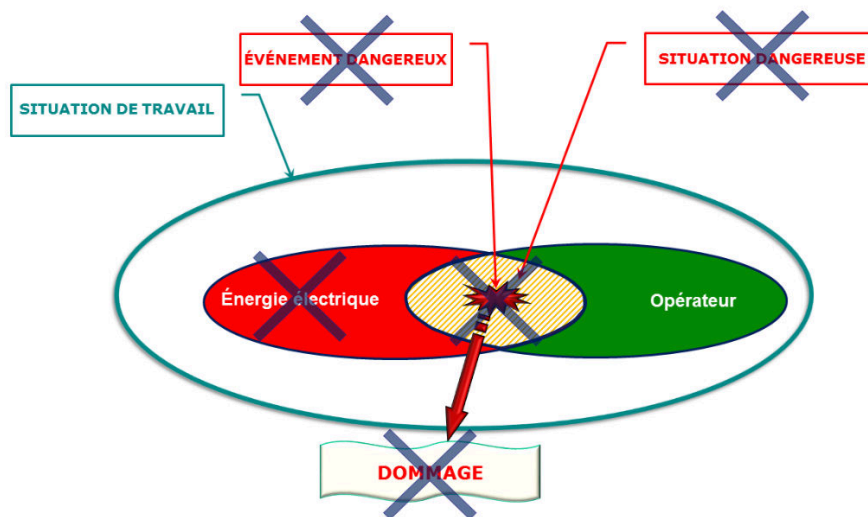 ÉVÉNEMENT DANGEREUX
SITUATION DANGEREUSE
SITUATION DE TRAVAIL
Énergie électrique
Opérateur
DOMMAGE